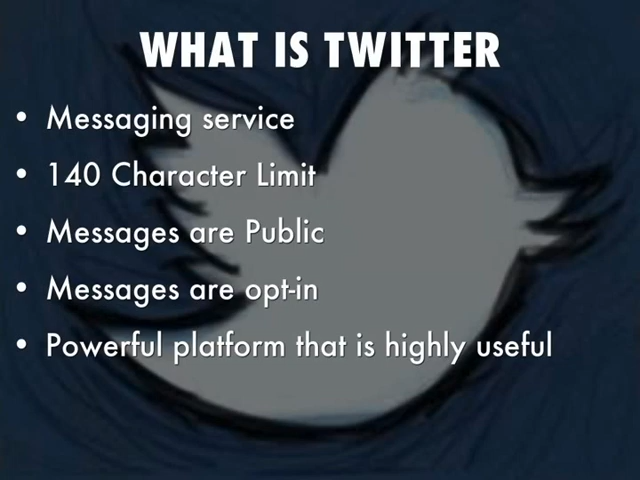 WHAT IS TWITTER
• Messaging service
• 140 Character Limit
• Messages are Public
• Messages are opt-in
• Powerful platform that is highly useful